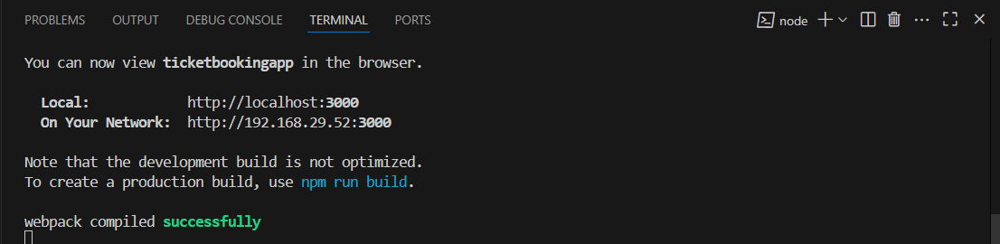 PROBLEMS OUTPUT DEBUG CONSOLE TERMINAL PORTS node
You can now view ticketbookingapp in the browser.
Local: http://localhost:3000
On Your Network: http://192.168.29.52:3000
Note that the development build is not optimized.
To create a production build, use npm run build.
webpack compiled successfully